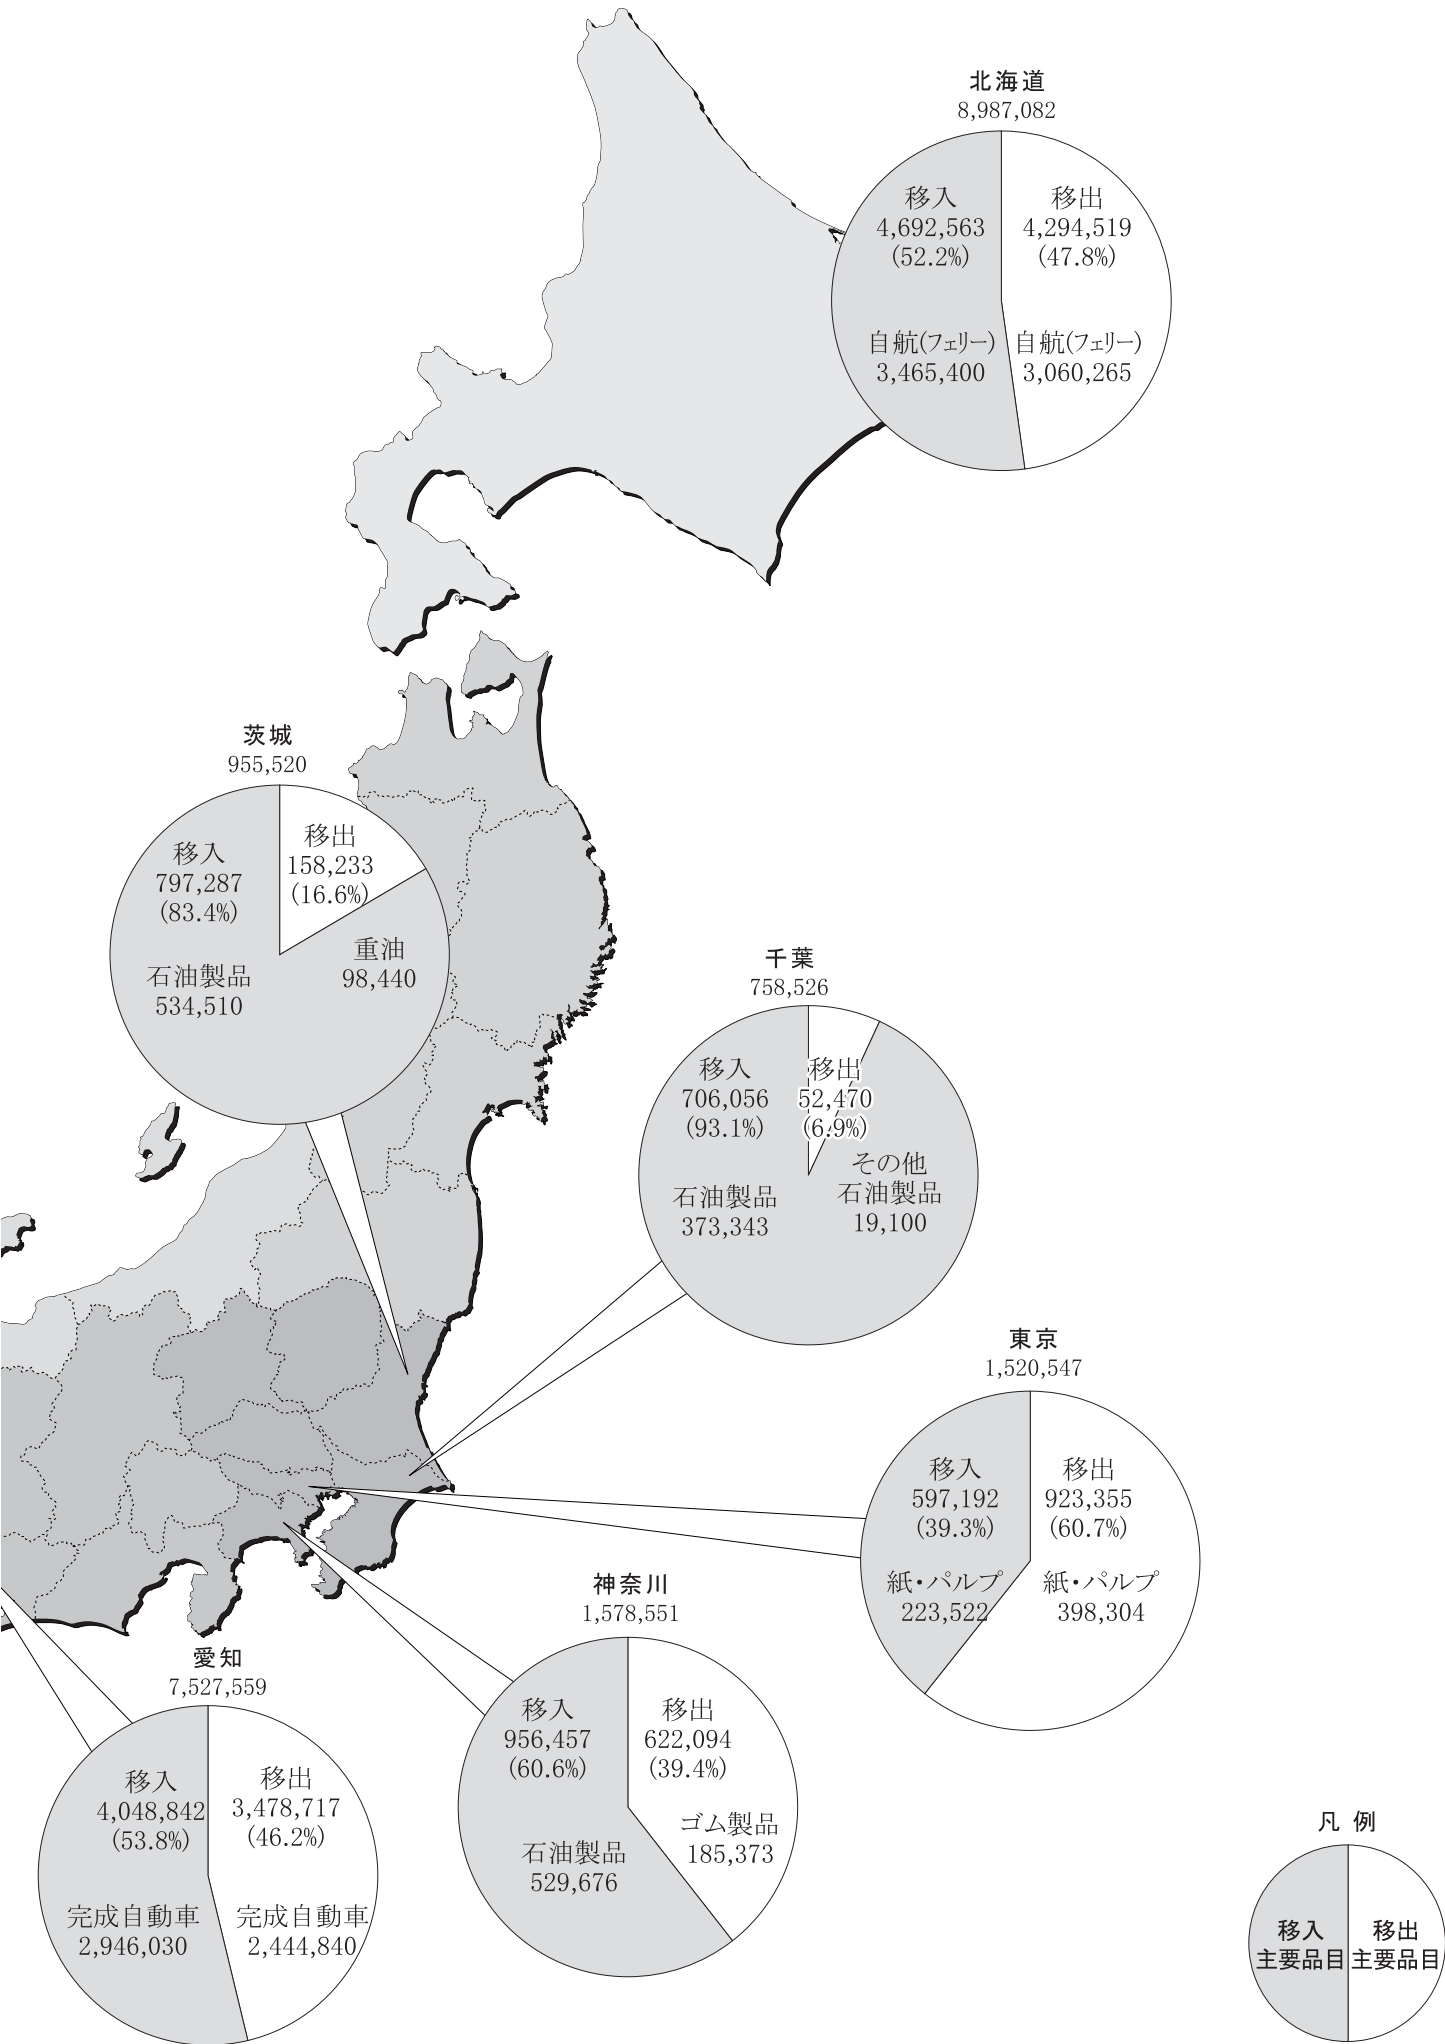 北海道
8,987,082
移入
4,692,563
(52.2%)
自航(フェリー)
3,465,400
移出
4,294,519
(47.8%)
自航(フェリー)
3,060,265
茨城
955,520
移入
797,287
(83.4%)
石油製品
534,510
移出
158,233
(16.6%)
重油
98,440
千葉
758,526
移入
706,056
(93.1%)
石油製品
373,343
移出
52,470
(6.9%)
その他
石油製品
19,100
東京
1,520,547
移入
597,192
(39.3%)
紙・パルプ
223,522
移出
923,355
(60.7%)
紙・パルプ
398,304
神奈川
1,578,551
移入
956,457
(60.6%)
石油製品
529,676
移出
622,094
(39.4%)
ゴム製品
185,373
愛知
7,527,559
移入
4,048,842
(53.8%)
完成自動車
2,946,030
移出
3,478,717
(46.2%)
完成自動車
2,444,840
凡 例
移入
主要品目
移出
主要品目